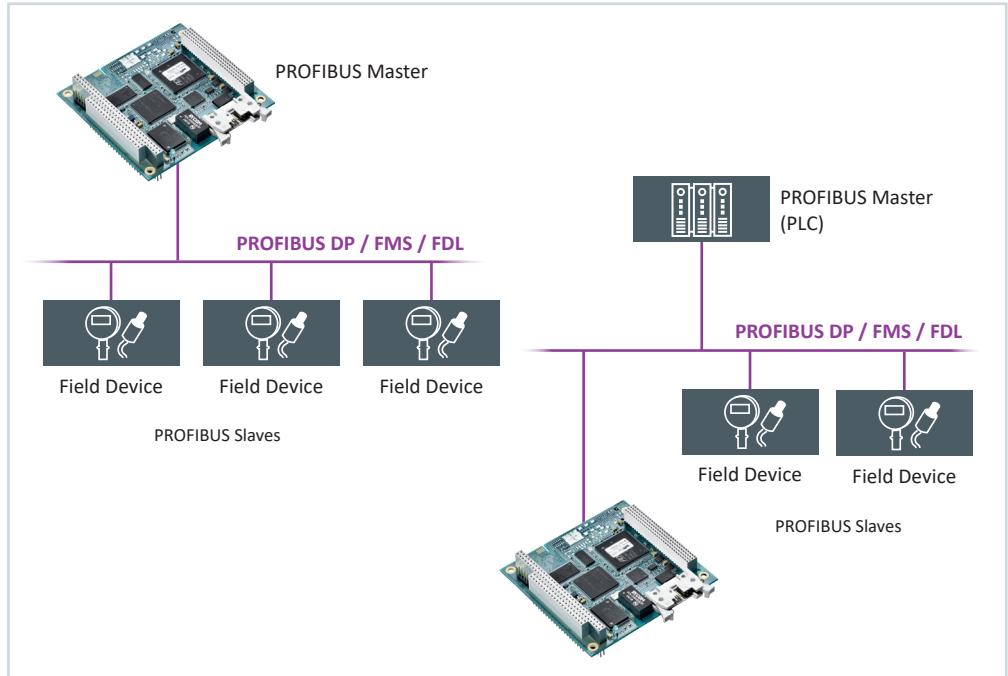 PROFIBUS Master
PROFIBUS DP / FMS / FDL
Field Device
Field Device
Field Device
PROFIBUS Slaves
PROFIBUS Master
(PLC)
PROFIBUS DP / FMS / FDL
Field Device
Field Device
PROFIBUS Slaves